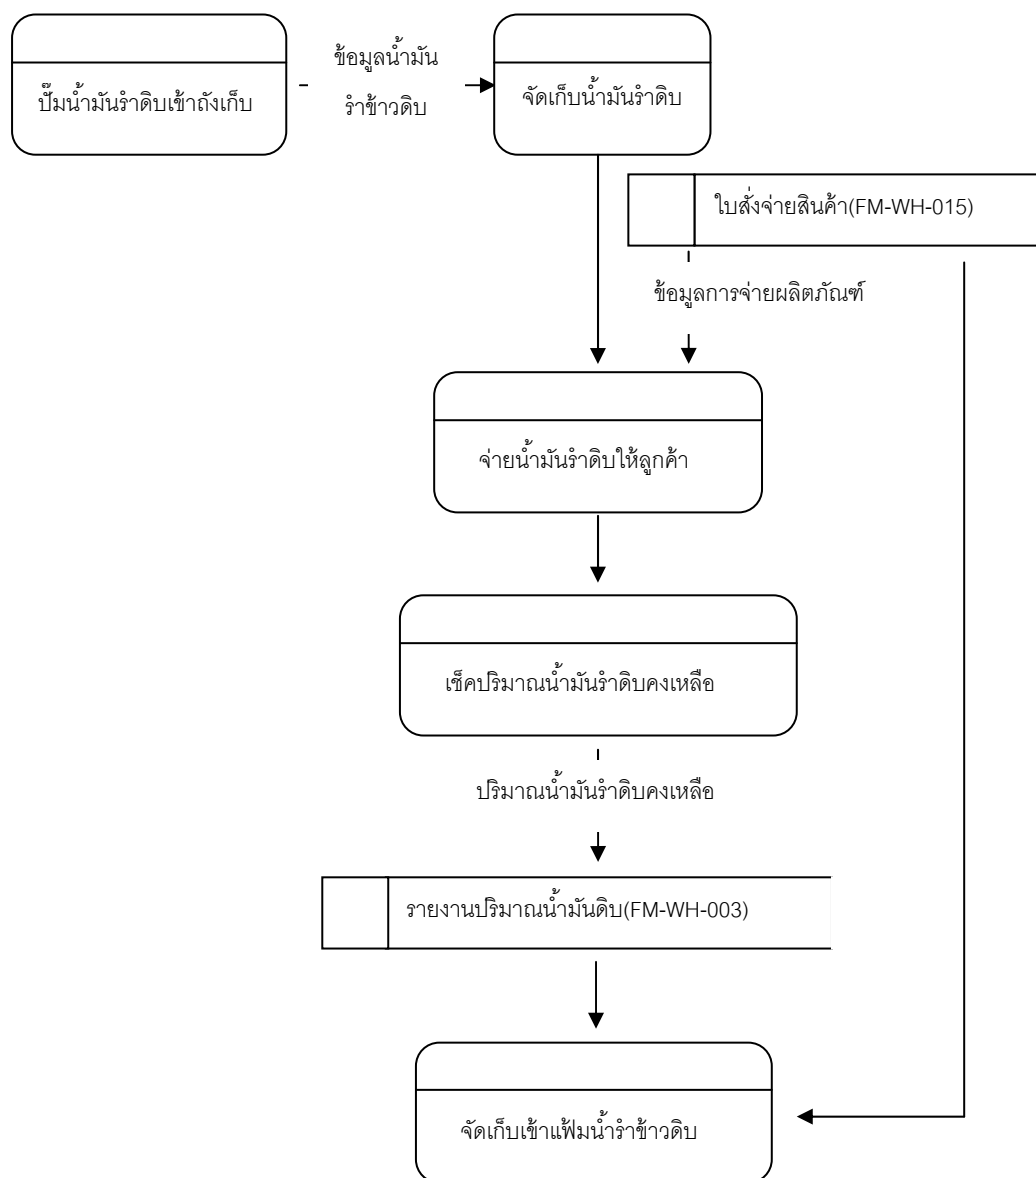 ข้อมูลน้ำมัน
รำข้าวดิบ
ปั๊มน้ำมันรำดิบเข้าถังเก็บ
จัดเก็บน้ำมันรำดิบ
ใบสั่งจ่ายสินค้า(FM-WH-015)
ข้อมูลการจ่ายผลิตภัณฑ์
จ่ายน้ำมันรำดิบให้ลูกค้า
เช็คปริมาณน้ำมันรำดิบคงเหลือ
ปริมาณน้ำมันรำดิบคงเหลือ
รายงานปริมาณน้ำมันดิบ(FM-WH-003)
จัดเก็บเข้าแฟ้มน้ำรำข้าวดิบ